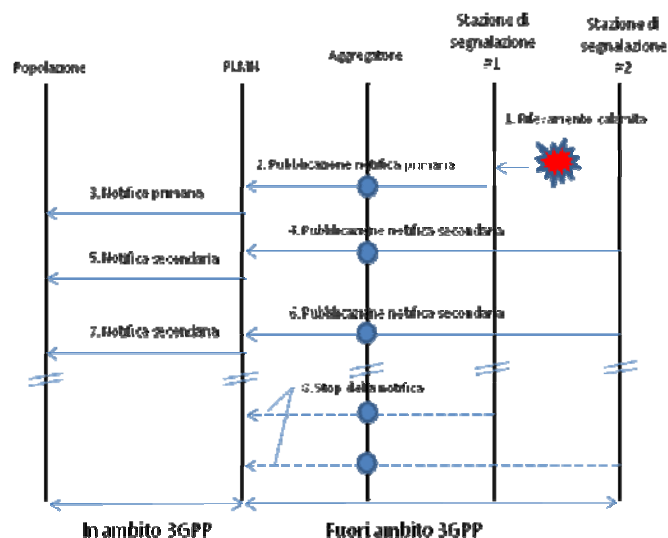 Popolazione
PLMN
Aggregatore
Stazione di
segnalazione
#1
Stazione di
segnalazione
#2
1. Rilevamento calamità
2. Pubblicazione notifica primaria
3. Notifica primaria
4. Pubblicazione notifica secondaria
5. Notifica secondaria
6. Pubblicazione notifica secondaria
7. Notifica secondaria
8. Stop della notifica
In ambito 3GPP
Fuori ambito 3GPP